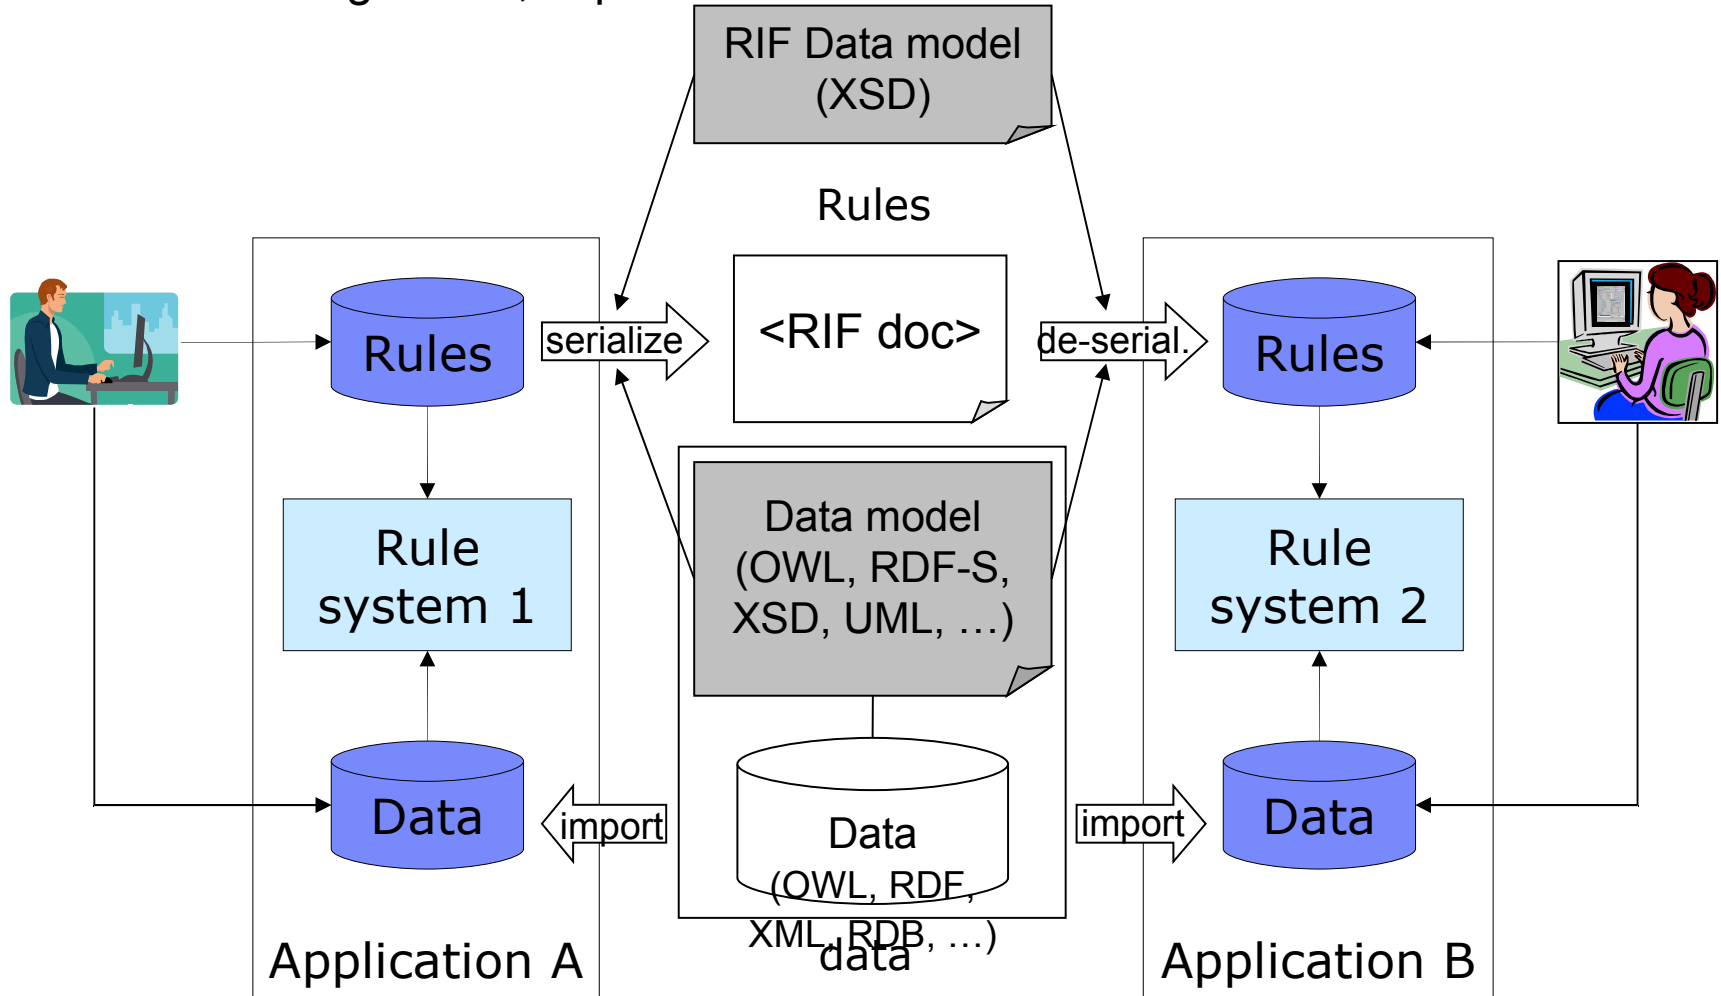 RIF Data model
(XSD)
Rules
Rules
serialize
<RIF doc>
de-serial.
Rules
Rule
system 1
Data model
(OWL, RDF-S,
XSD, UML, …)
Rule
system 2
Data
import
Data
(OWL, RDF,
XML, RDB, …)
import
Data
Application A
data
Application B